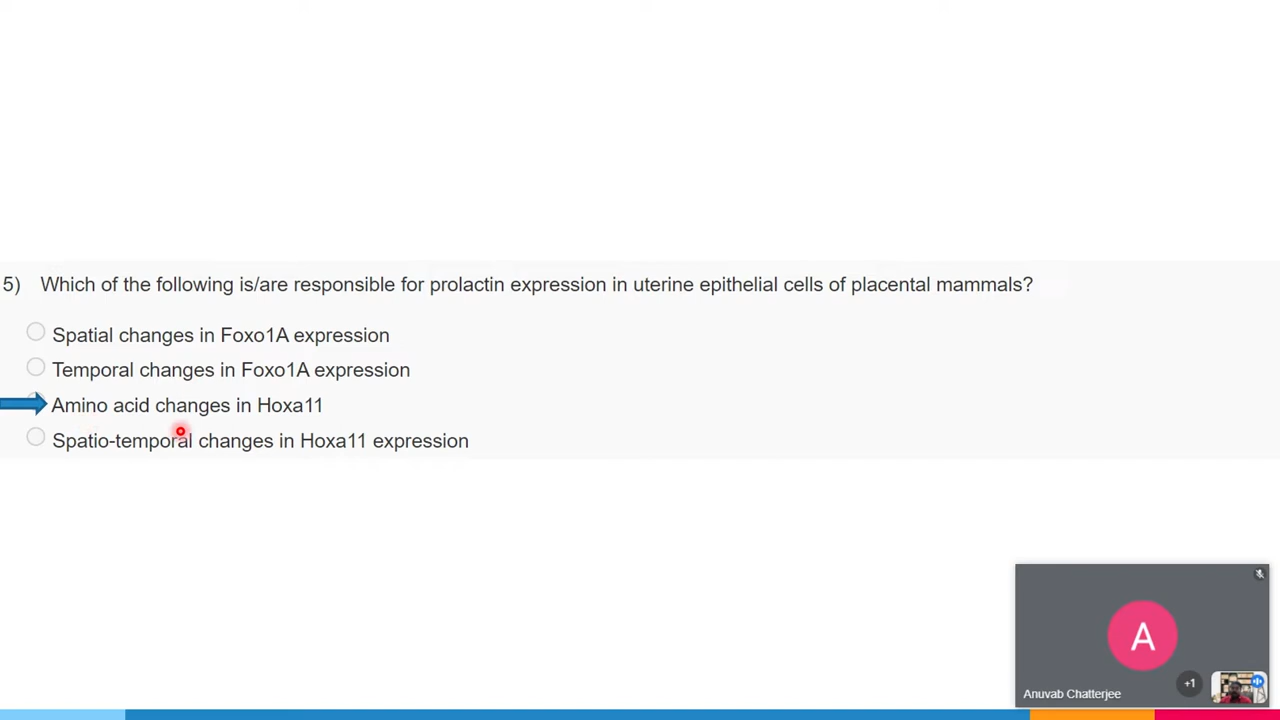 5) Which of the following is/are responsible for prolactin expression in uterine epithelial cells of placental mammals?
Spatial changes in Foxo1A expression
Temporal changes in Foxo1A expression
Amino acid changes in Hoxa11
Spatio-temporal changes in Hoxa11 expression
A
+1
Anuvab Chatterjee